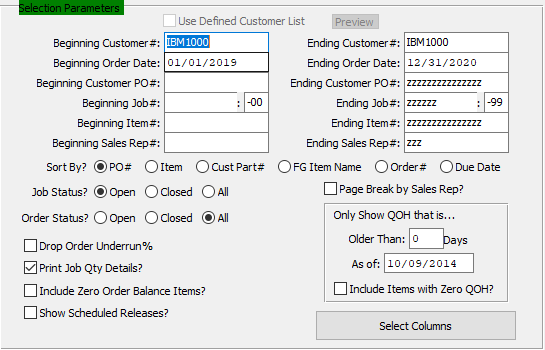 Selection Parameters
Use Defined Customer List Preview
Beginning Customer#: IBM1000 Ending Customer#: IBM1000
Beginning Order Date: 01/01/2019 Ending Order Date: 12/31/2020
Beginning Customer PO#: Ending Customer PO#: zzzzzzzzzzzzzzz
Beginning Job#: : -00 Ending Job#: zzzzzz : -99
Beginning Item#: Ending Item#: zzzzzzzzzzzzzzz
Beginning Sales Rep#: Ending Sales Rep#: zzz
Sort By? PO# Item Cust Part# FG Item Name Order# Due Date
Job Status? Open Closed All Page Break by Sales Rep?
Order Status? Open Closed All Only Show QOH that is...
Drop Order Underrun% Older Than: 0 Days
Print Job Qty Details? As of: 10/09/2014
Include Zero Order Balance Items? Include Items with Zero QOH?
Show Scheduled Releases? Select Columns